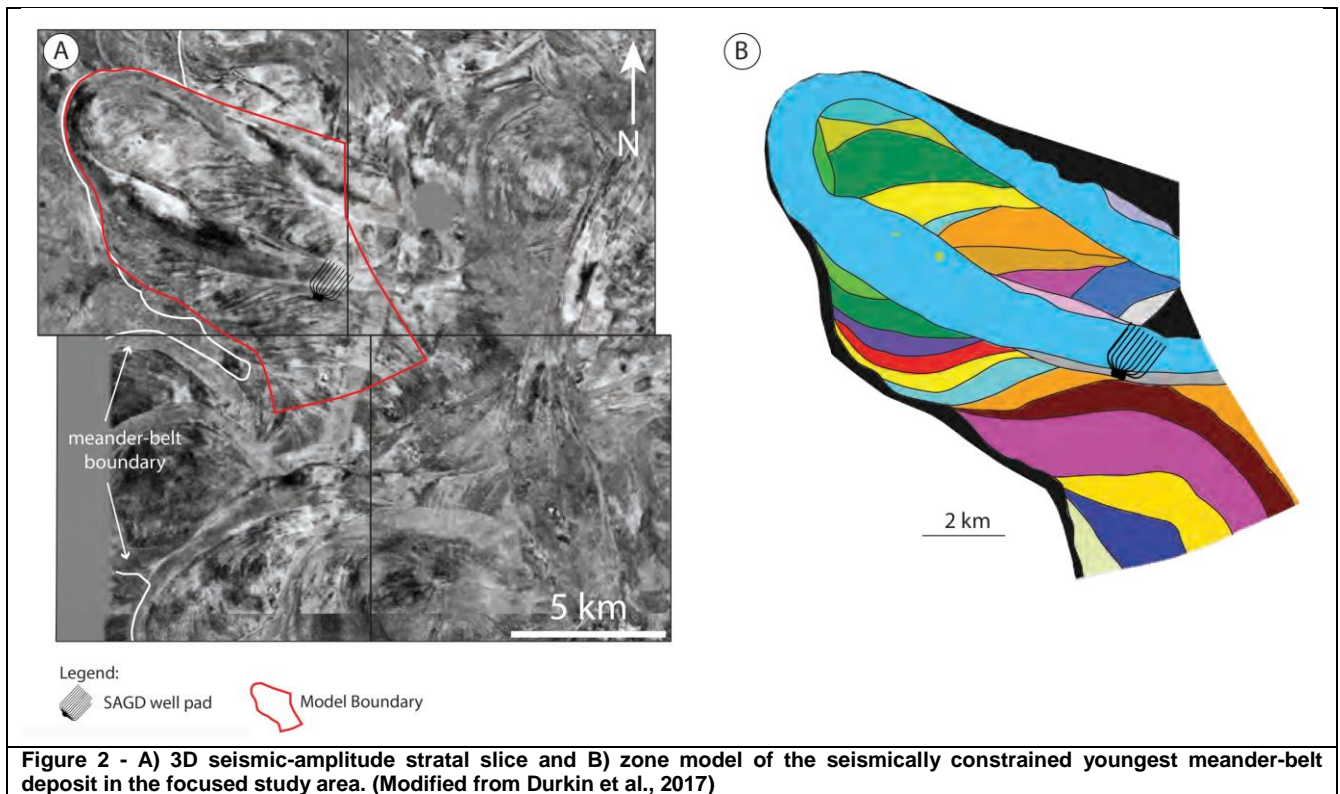 A
B
N
meander-belt
boundary
2 km
5 km
Legend:
SAGD well pad
Model Boundary
Figure 2 - A) 3D seismic-amplitude stratal slice and B) zone model of the seismically constrained youngest meander-belt
deposit in the focused study area. (Modified from Durkin et al., 2017)